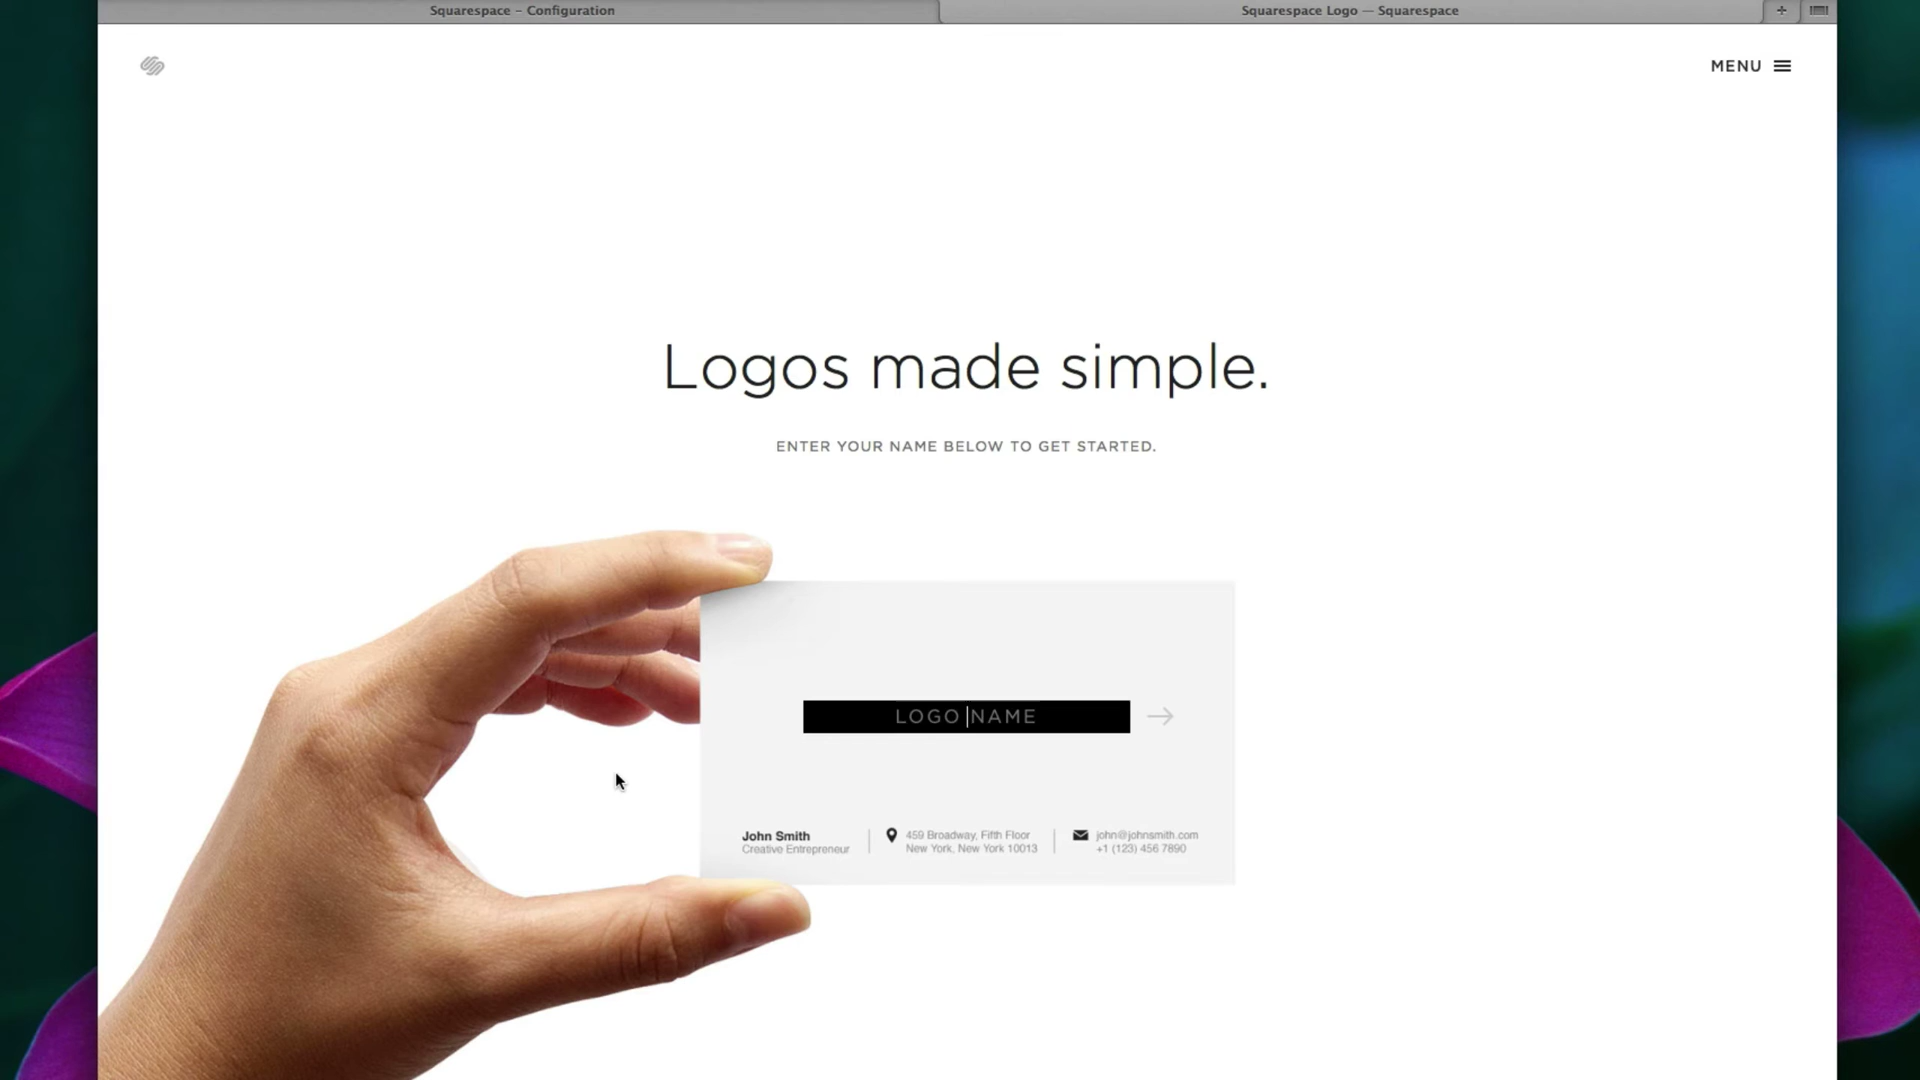 Squarespace - Configuration
Squarespace Logo — Squarespace
MENU
Logos made simple.
ENTER YOUR NAME BELOW TO GET STARTED.
LOGO NAME
John Smith
Creative Entrepreneur
459 Broadway, Fifth Floor
New York, New York 10013
john@johnsmith.com
+1 (123) 456 7890